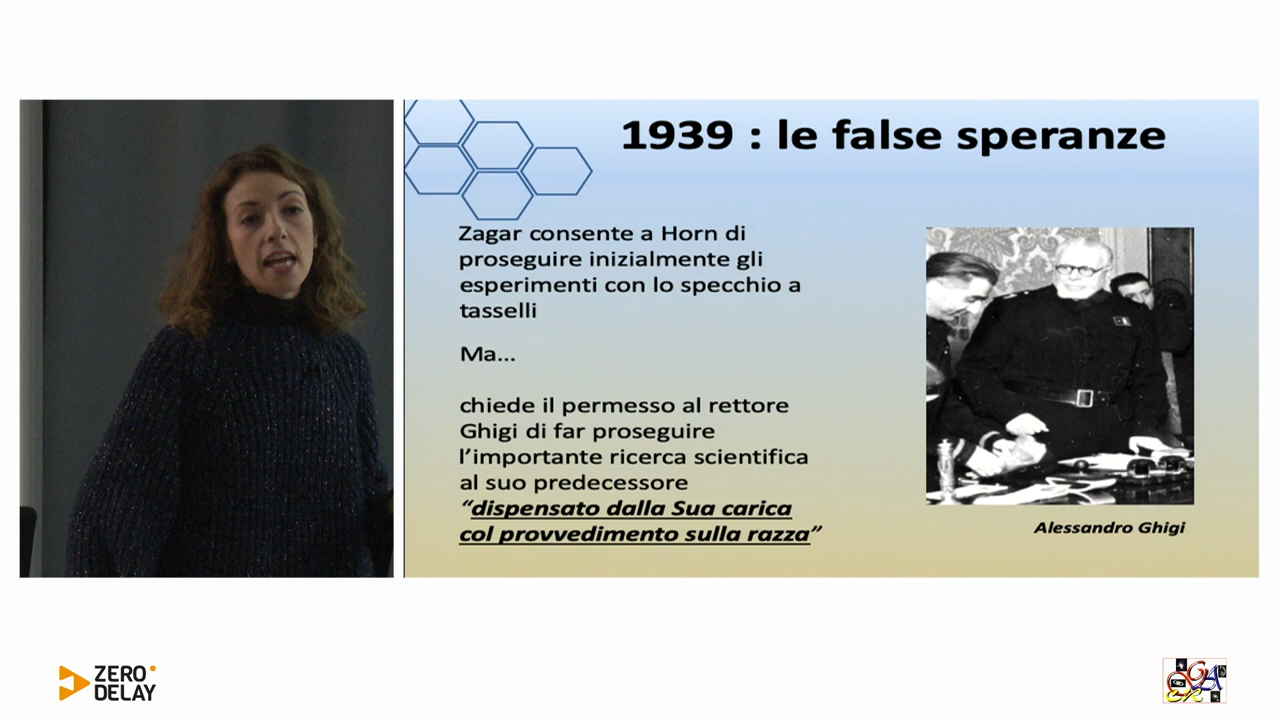 1939 : le false speranze
Zagar consente a Horn di
proseguire inizialmente gli
esperimenti con lo specchio a
tasselli
Ma...
chiede il permesso al rettore
Ghigi di far proseguire
l’importante ricerca scientifica
al suo predecessore
“dispensato dalla Sua carica
col provvedimento sulla razza”
Alessandro Ghigi
ZERO
DELAY